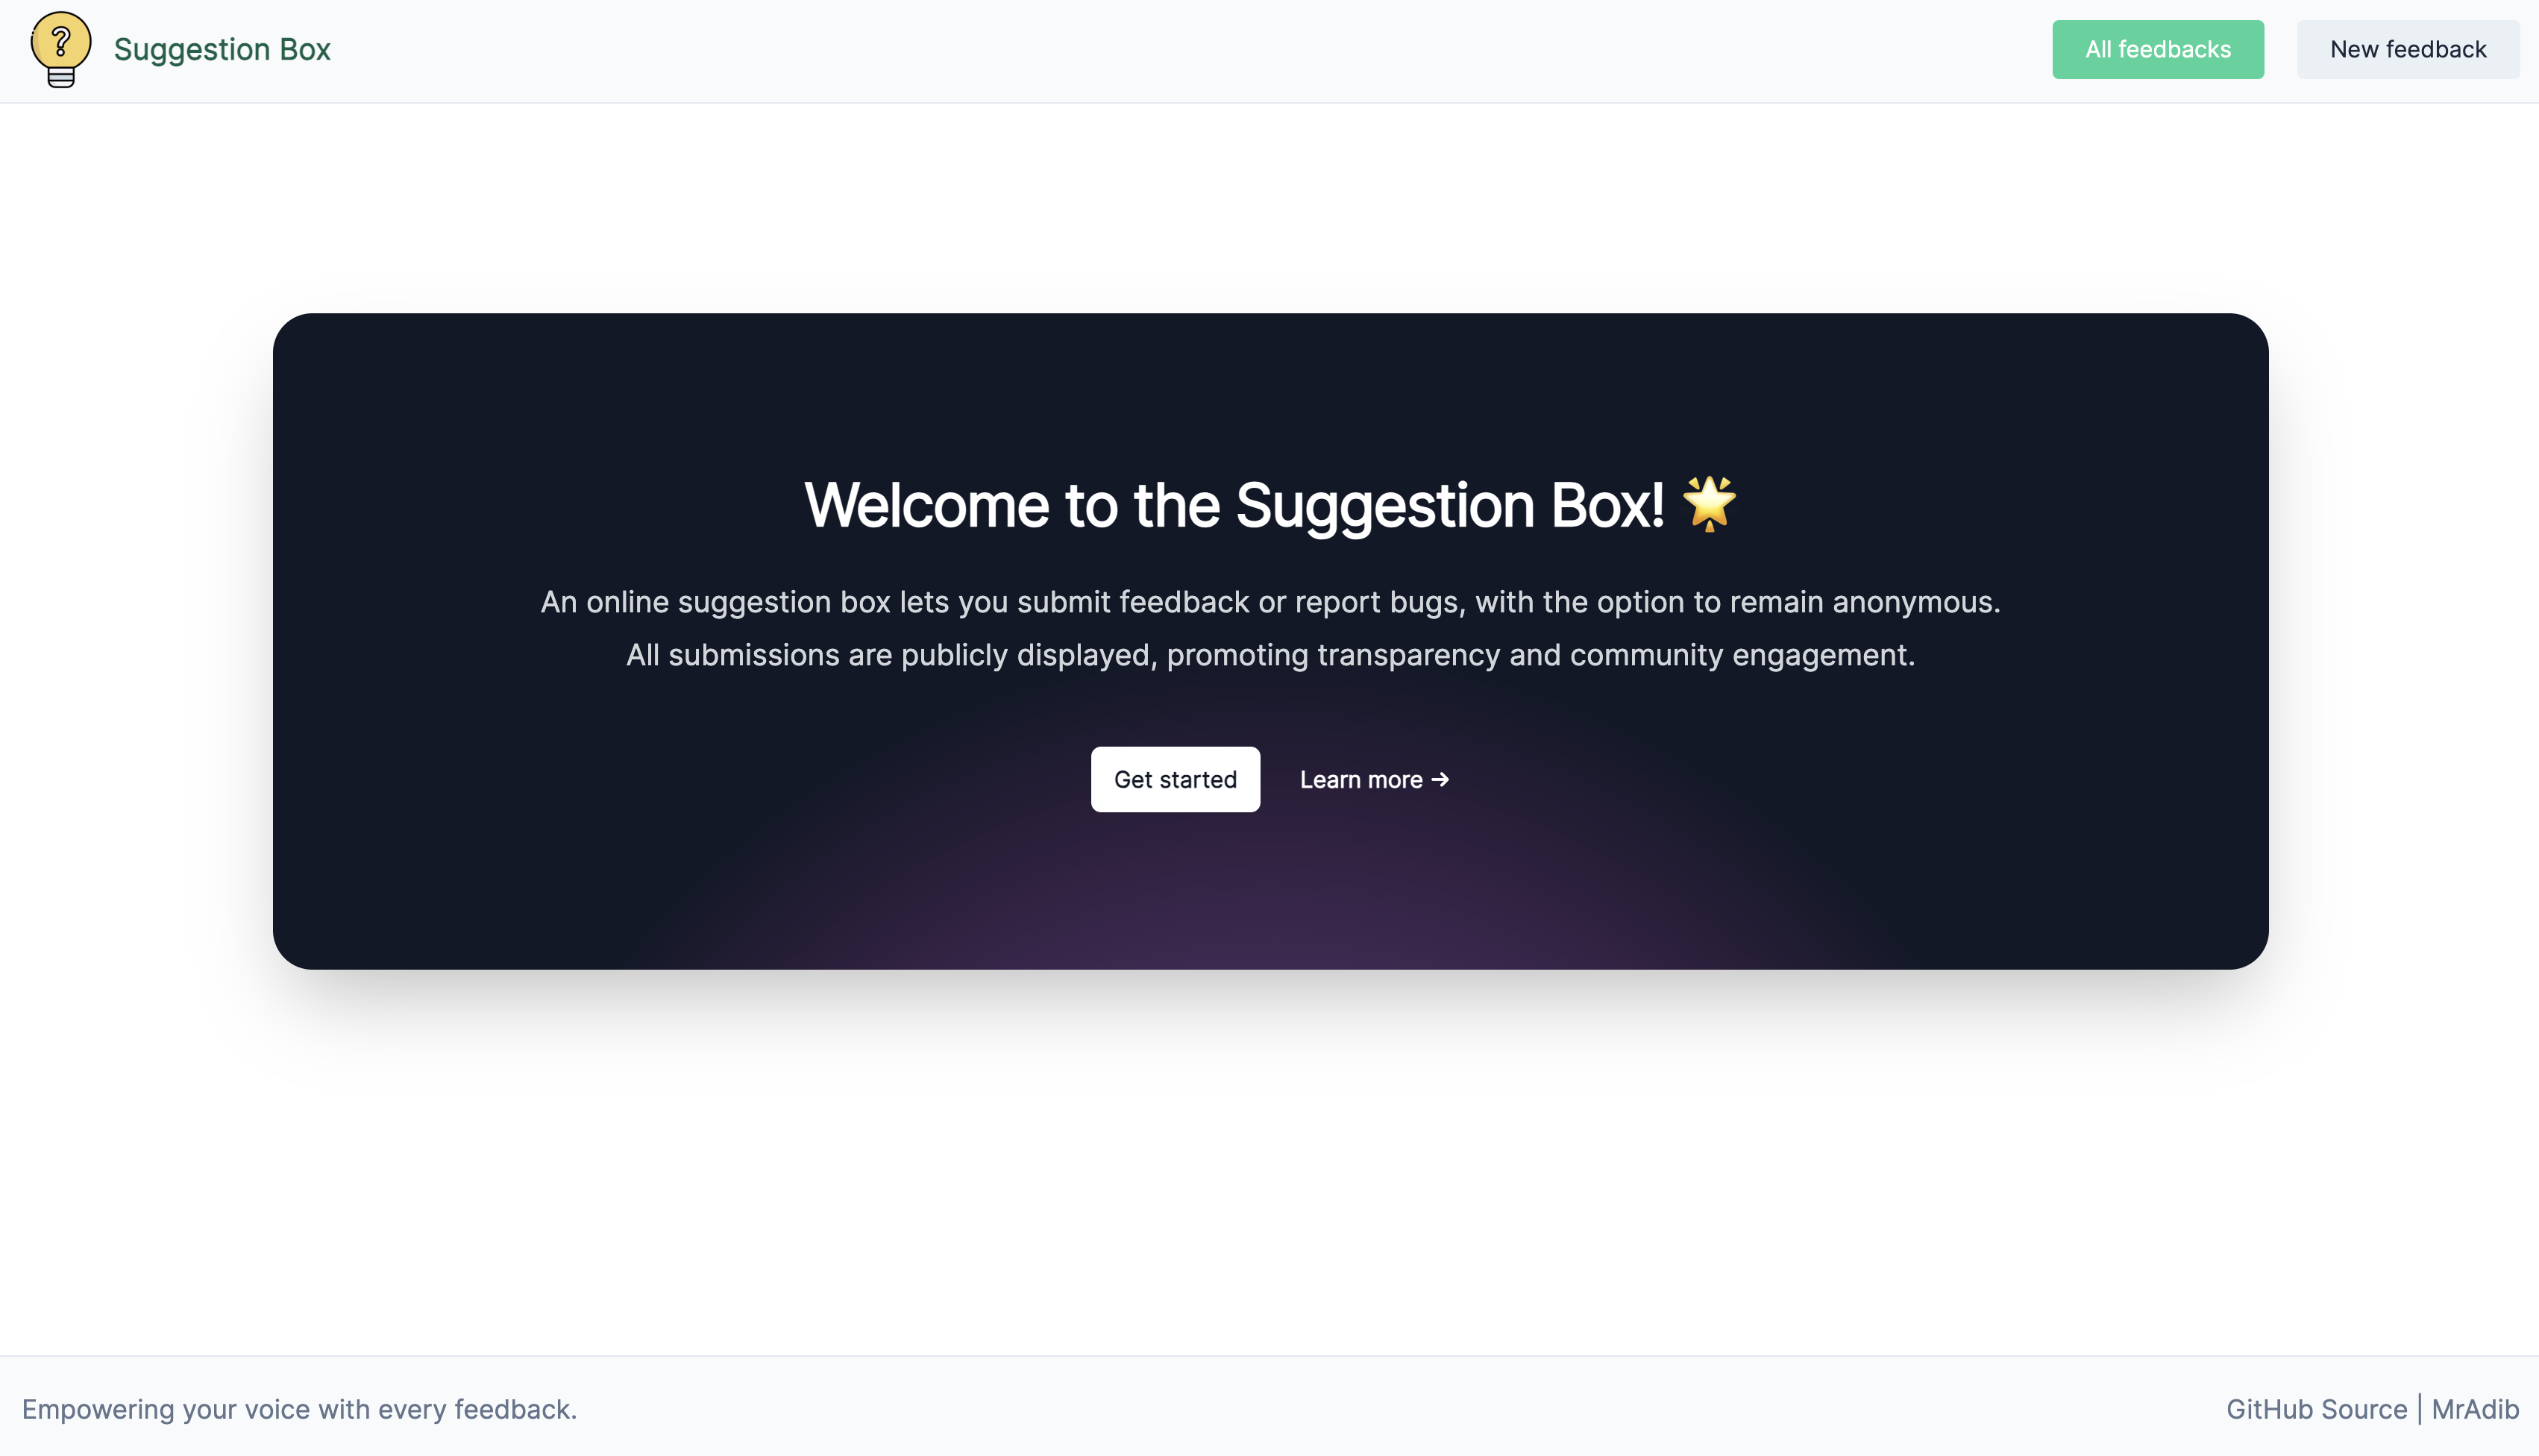 ?
Suggestion Box
All feedbacks
New feedback
Welcome to the Suggestion Box! 🌟
An online suggestion box lets you submit feedback or report bugs, with the option to remain anonymous.
All submissions are publicly displayed, promoting transparency and community engagement.
Get started
Learn more →
Empowering your voice with every feedback.
GitHub Source | MrAdib